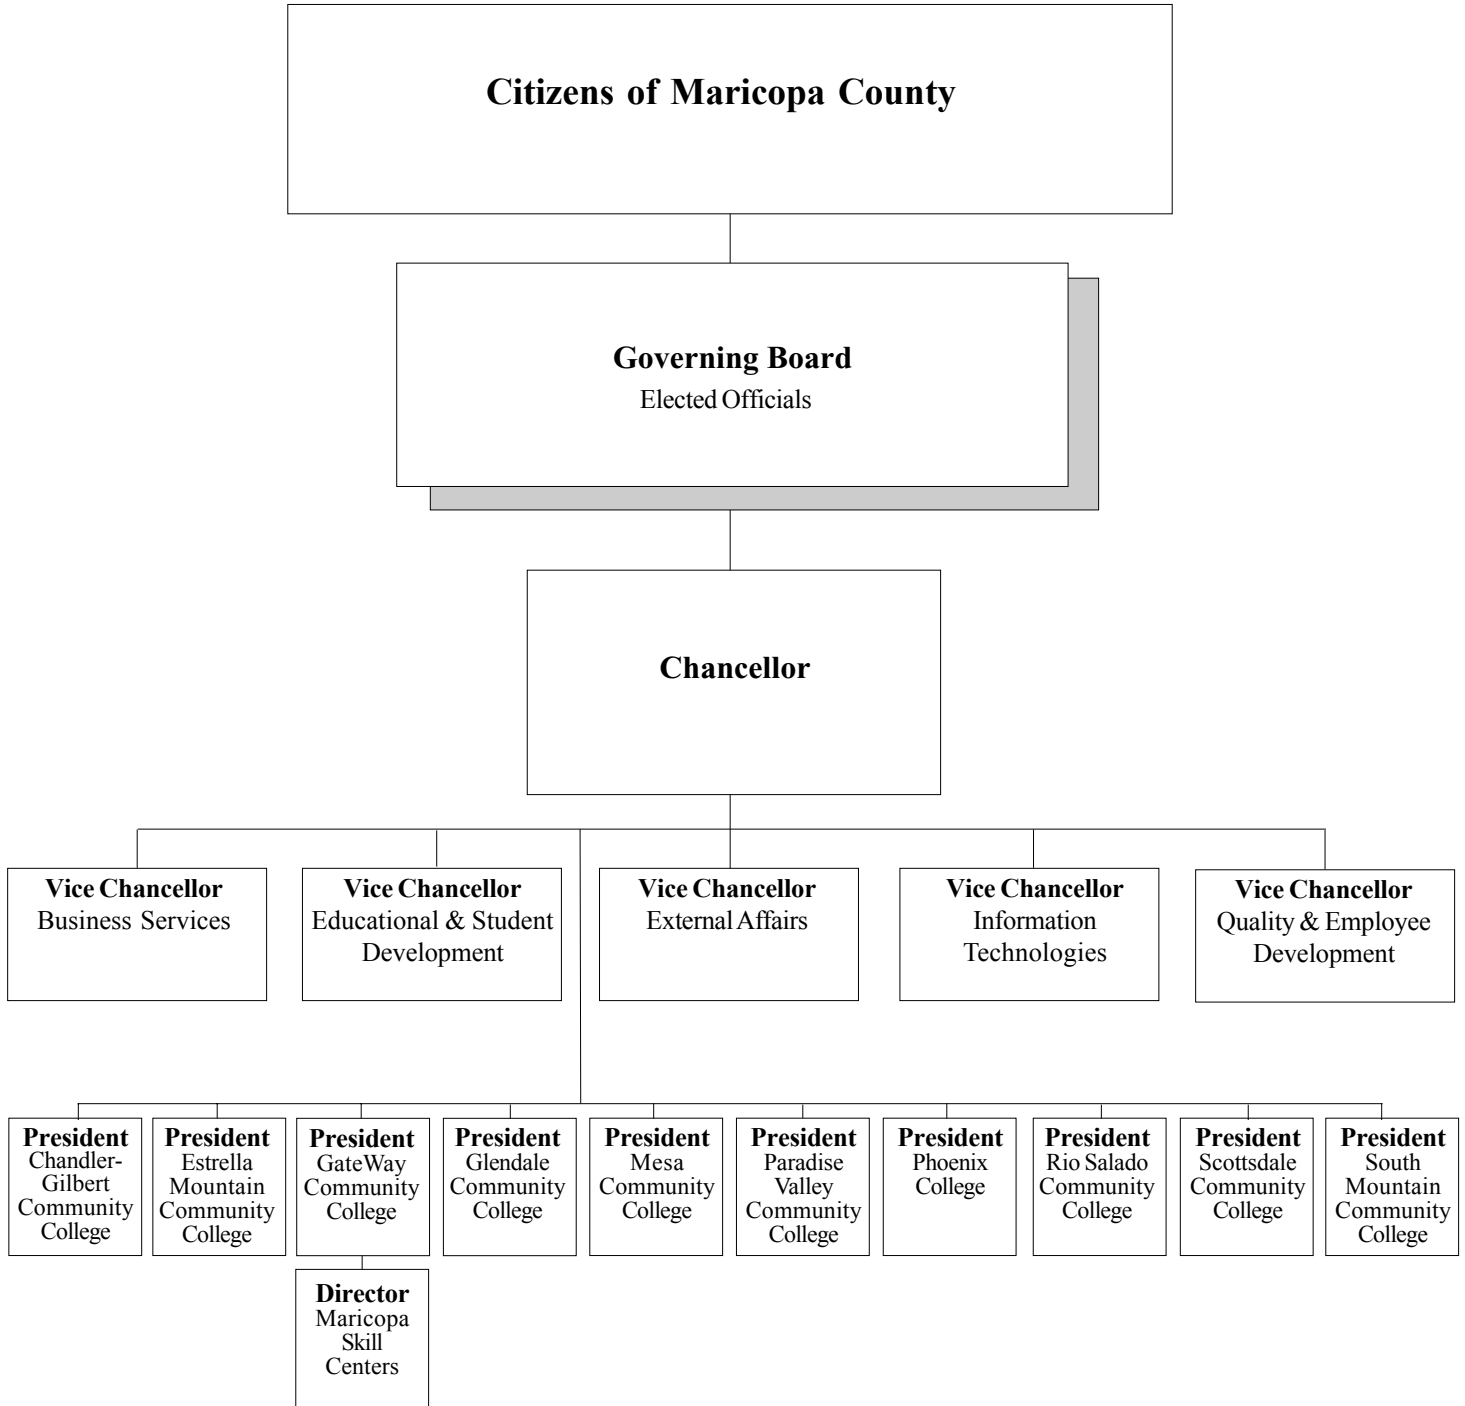 Citizens of Maricopa County
Governing Board
Elected Officials
Chancellor
Vice Chancellor
Business Services
Vice Chancellor
Educational & Student
Development
Vice Chancellor
External Affairs
Vice Chancellor
Information
Technologies
Vice Chancellor
Quality & Employee
Development
President
Chandler-
Gilbert
Community
College
President
Estrella
Mountain
Community
College
President
GateWay
Community
College
President
Glendale
Community
College
President
Mesa
Community
College
President
Paradise
Valley
Community
College
President
Phoenix
College
President
Rio Salado
Community
College
President
Scottsdale
Community
College
President
South
Mountain
Community
College
Director
Maricopa
Skill
Centers